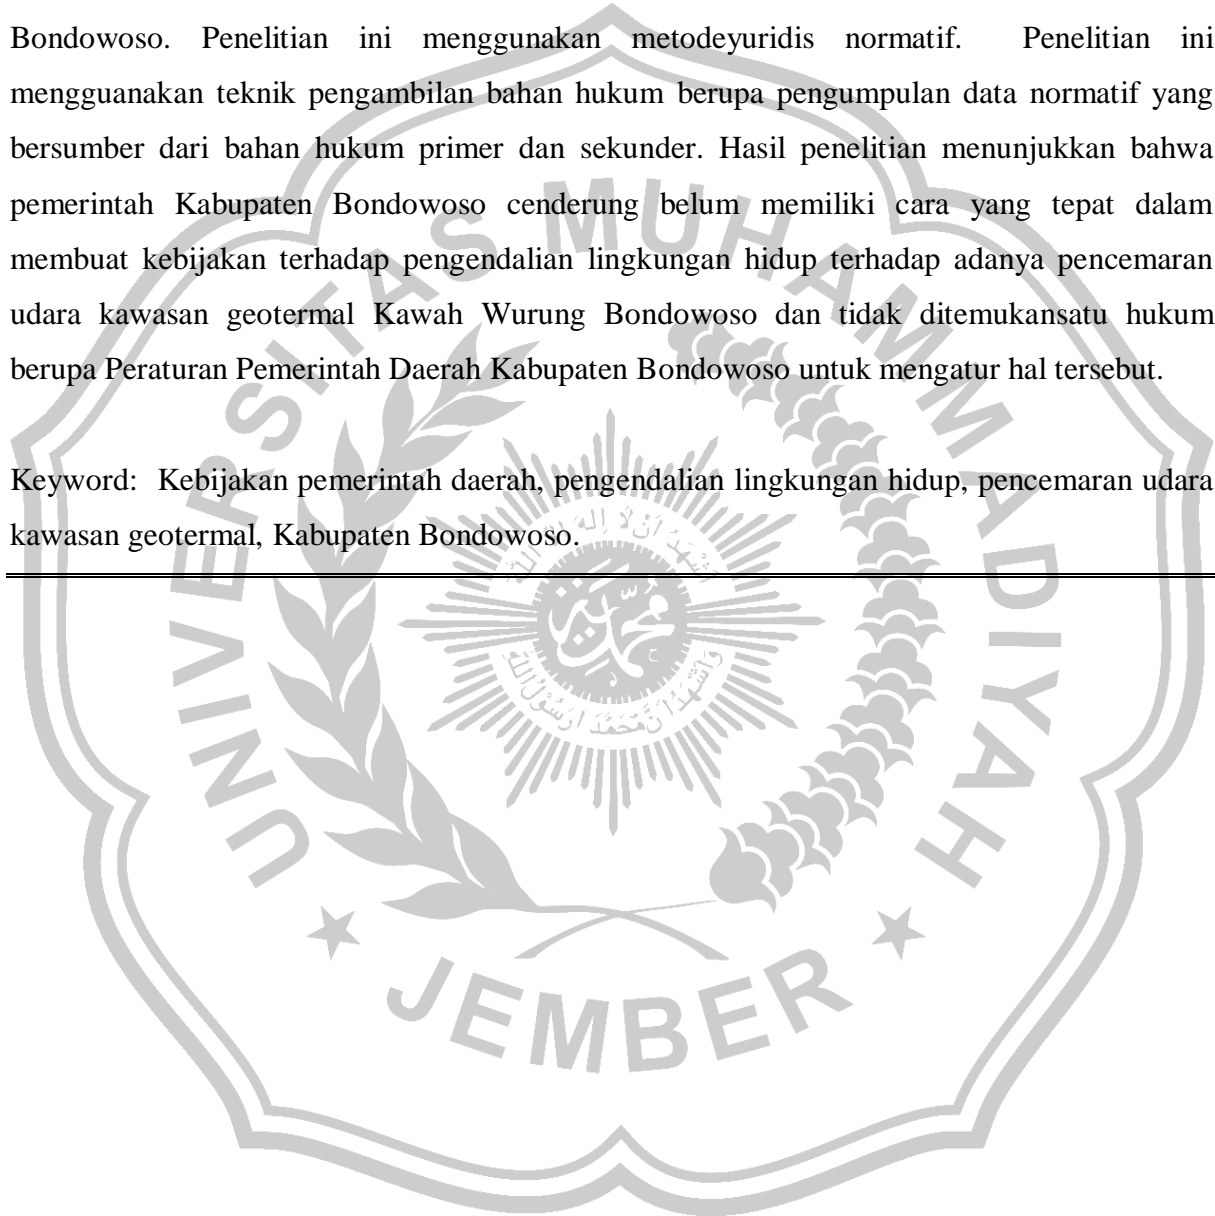 Bondowoso. Penelitian ini menggunakan metodeyuridis normatif. Penelitian ini
mengguanakan teknik pengambilan bahan hukum berupa pengumpulan data normatif yang
bersumber dari bahan hukum primer dan sekunder. Hasil penelitian menunjukkan bahwa
pemerintah Kabupaten Bondowoso cenderung belum memiliki cara yang tepat dalam
membuat kebijakan terhadap pengendalian lingkungan hidup terhadap adanya pencemaran
udara kawasan geotermal Kawah Wurung Bondowoso dan tidak ditemukansatu hukum
berupa Peraturan Pemerintah Daerah Kabupaten Bondowoso untuk mengatur hal tersebut.
Keyword: Kebijakan pemerintah daerah, pengendalian lingkungan hidup, pencemaran udara
kawasan geotermal, Kabupaten Bondowoso.
UNIVERSITAS MUHAMMADIYAH
JEMBER